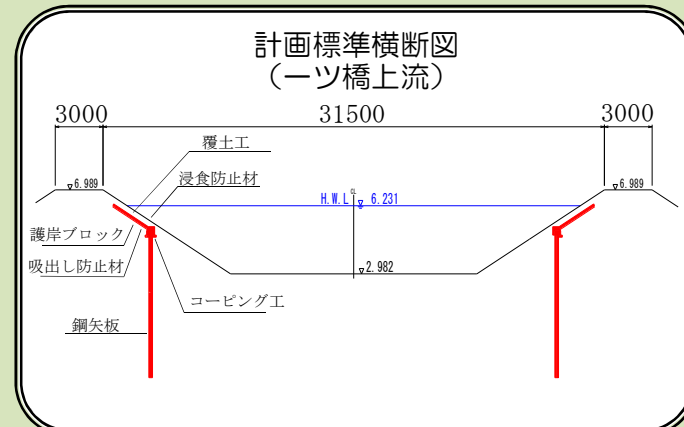 計画標準横断図
（一ツ橋上流）
3000 31500 3000
覆土工
6.989 浸食防止材 6.989
CL
H.W.L 6.231
護岸ブロック
吸出し防止材 2.982
コーピング工
鋼矢板